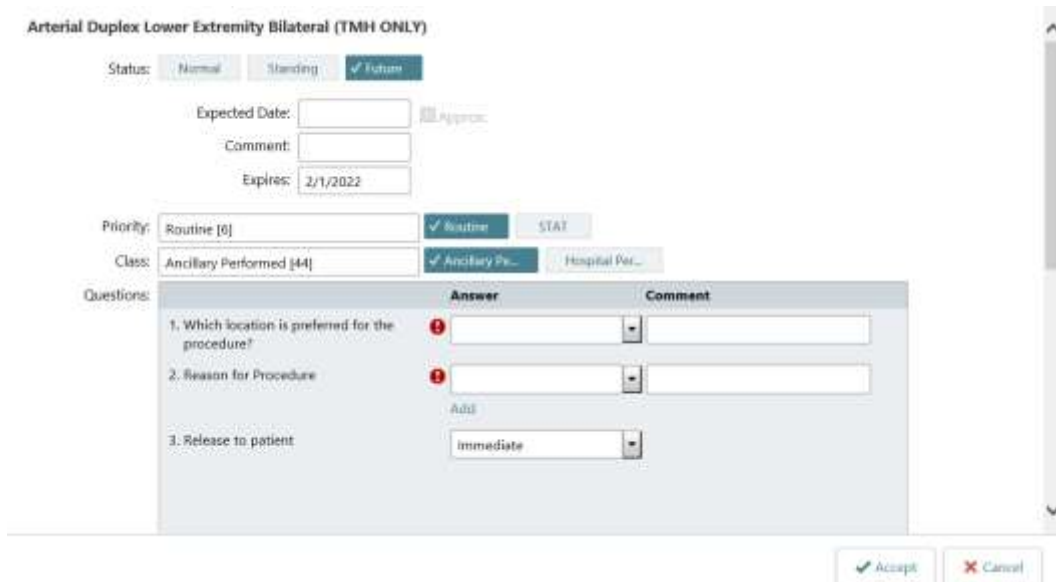 Arterial Duplex Lower Extremity Bilateral (TMH ONLY)
Status: Normal Standing Future
Expected Date: Approx.
Comment:
Expires: 2/1/2022
Priority: Routine [6] Routine STAT
Class: Ancillary Performed [44] Ancillary Pe... Hospital Per...
Questions: Answer Comment
1. Which location is preferred for the
procedure?
2. Reason for Procedure
Add
3. Release to patient Immediate
Accept Cancel